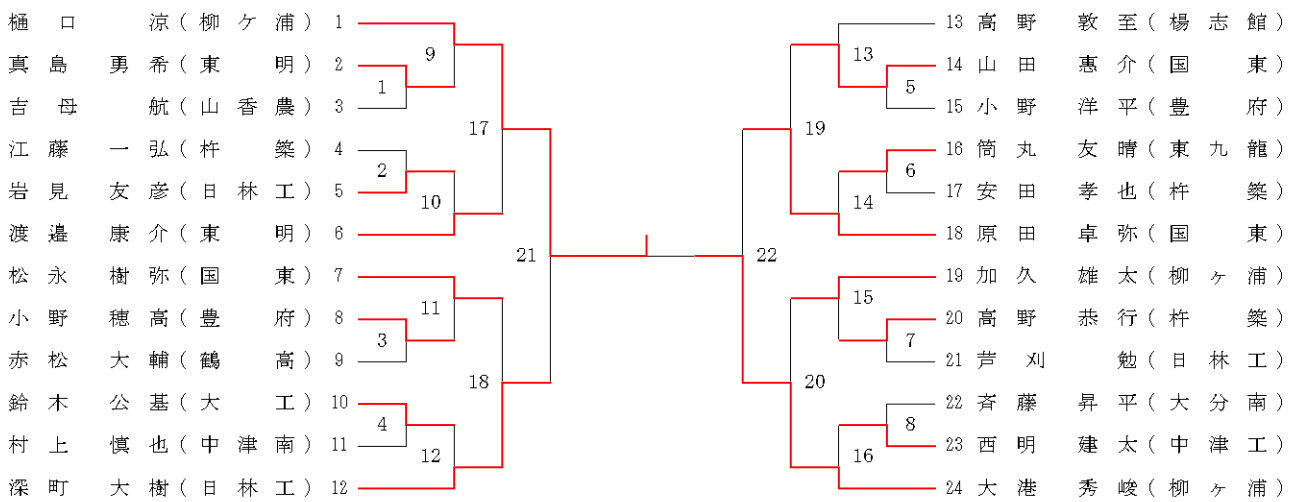 樋口 涼(柳ケ浦) 1
真島 勇希(東 明) 2
吉母 航(山香農) 3
江藤 一弘(杵 築) 4
岩見 友彦(日林工) 5
渡邉 康介(東 明) 6
松永 樹弥(国 東) 7
小野 穂高(豊 府) 8
赤松 大輔(鶴 高) 9
鈴木 公基(大 工) 10
村上 慎也(中津南) 11
深町 大樹(日林工) 12
9
1
17
2
10
21
11
3
18
4
12
13
5
19
6
14
22
15
7
20
8
16
13 高野 敦至(楊志館)
14 山田 惠介(国 東)
15 小野 洋平(豊 府)
16 筒丸 友晴(東九龍)
17 安田 孝也(杵 築)
18 原田 卓弥(国 東)
19 加久 雄太(柳ヶ浦)
20 高野 恭行(杵 築)
21 芦刈 勉(日林工)
22 斉藤 昇平(大分南)
23 西明 建太(中津工)
24 大港 秀峻(柳ヶ浦)